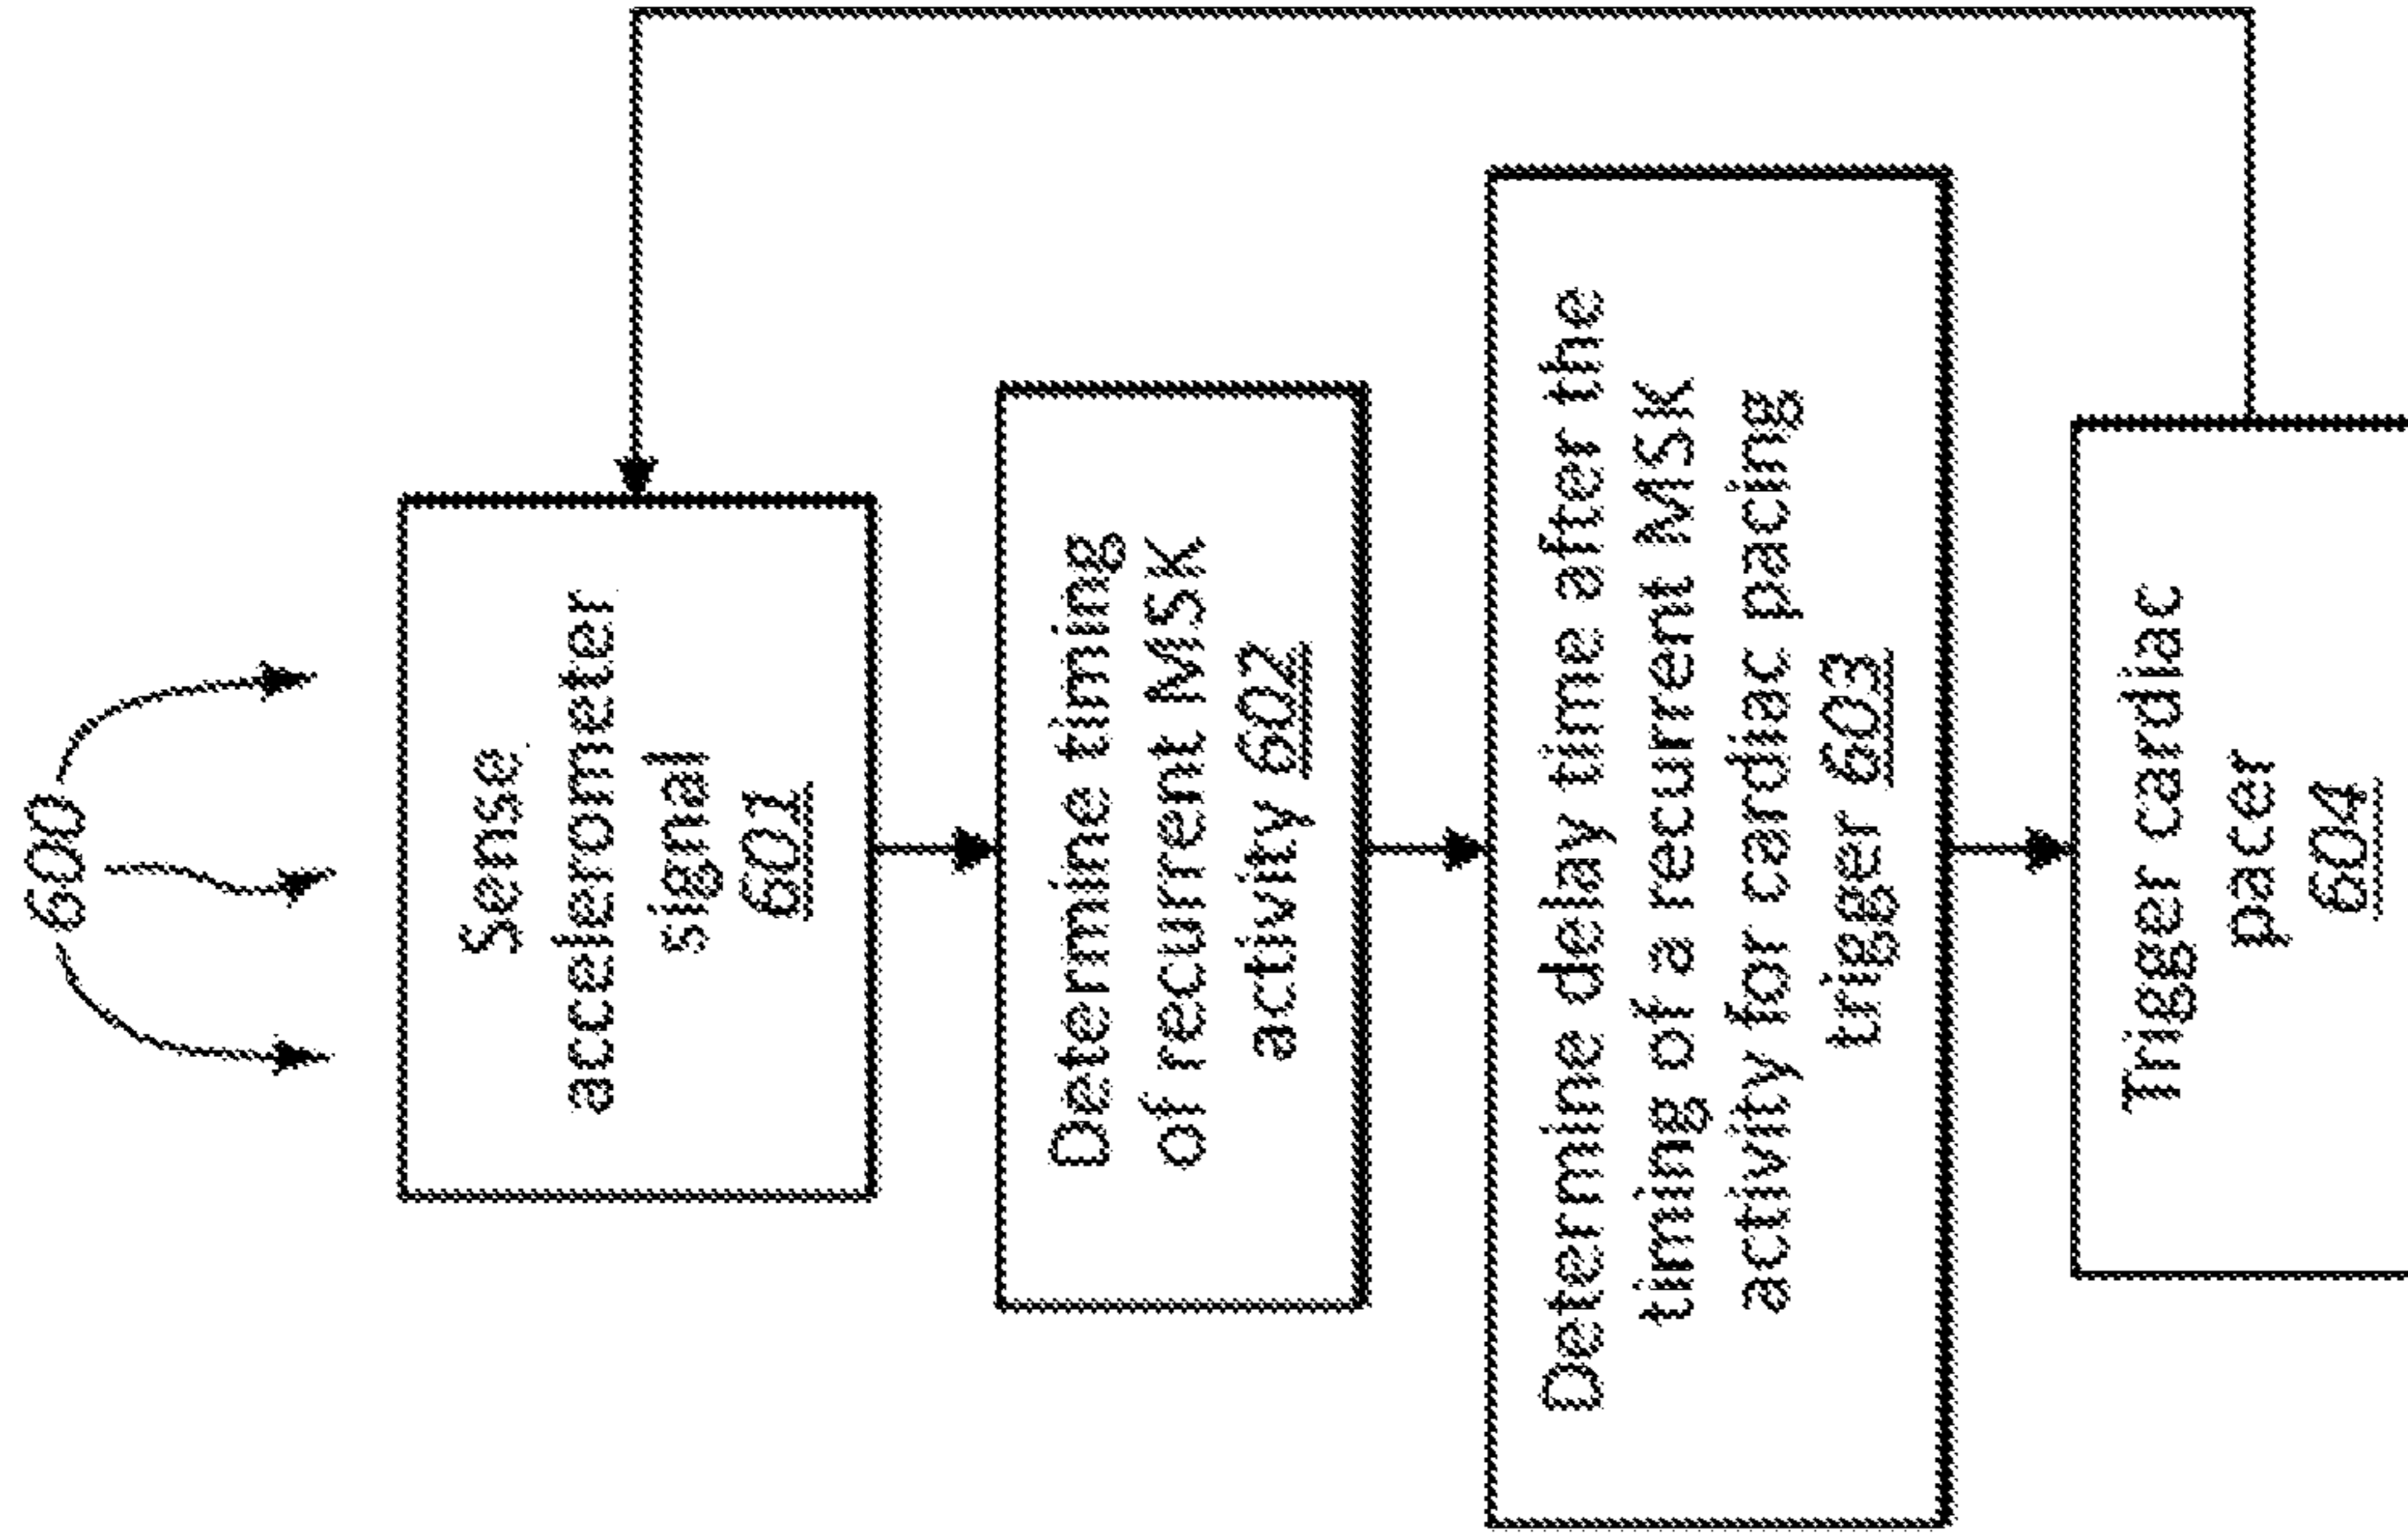 600
Sense
accelerometer
signal
601
Determine timing
of recurrent MSK
activity 602
Determine delay time after the
timing of a recurrent MSK
activity for cardiac pacing
trigger 603
Trigger cardiac
pacer
604